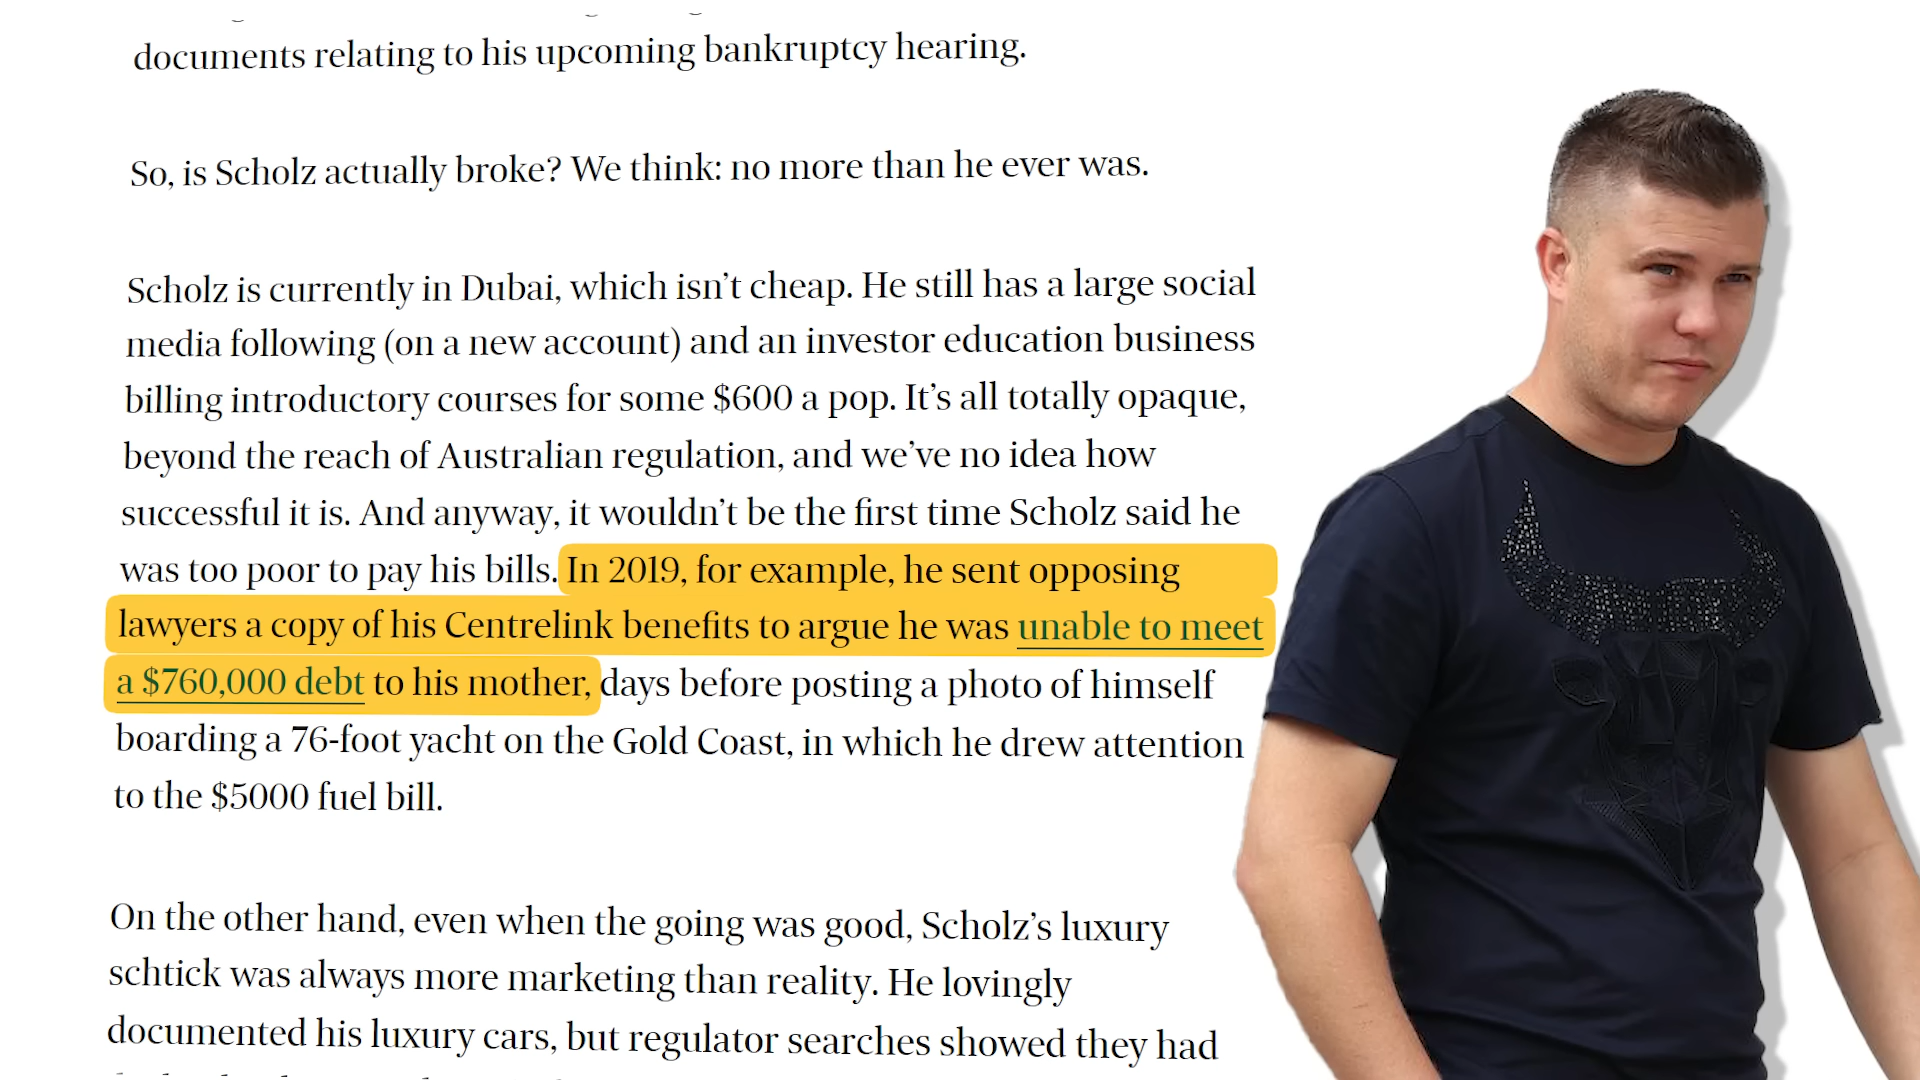 documents relating to his upcoming bankruptcy hearing.
So, is Scholz actually broke? We think: no more than he ever was.
Scholz is currently in Dubai, which isn’t cheap. He still has a large social
media following (on a new account) and an investor education business
billing introductory courses for some $600 a pop. It’s all totally opaque,
beyond the reach of Australian regulation, and we’ve no idea how
successful it is. And anyway, it wouldn’t be the first time Scholz said he
was too poor to pay his bills. In 2019, for example, he sent opposing
lawyers a copy of his Centrelink benefits to argue he was unable to meet
a $760,000 debt to his mother, days before posting a photo of himself
boarding a 76-foot yacht on the Gold Coast, in which he drew attention
to the $5000 fuel bill.
On the other hand, even when the going was good, Scholz’s luxury
schtick was always more marketing than reality. He lovingly
documented his luxury cars, but regulator searches showed they had